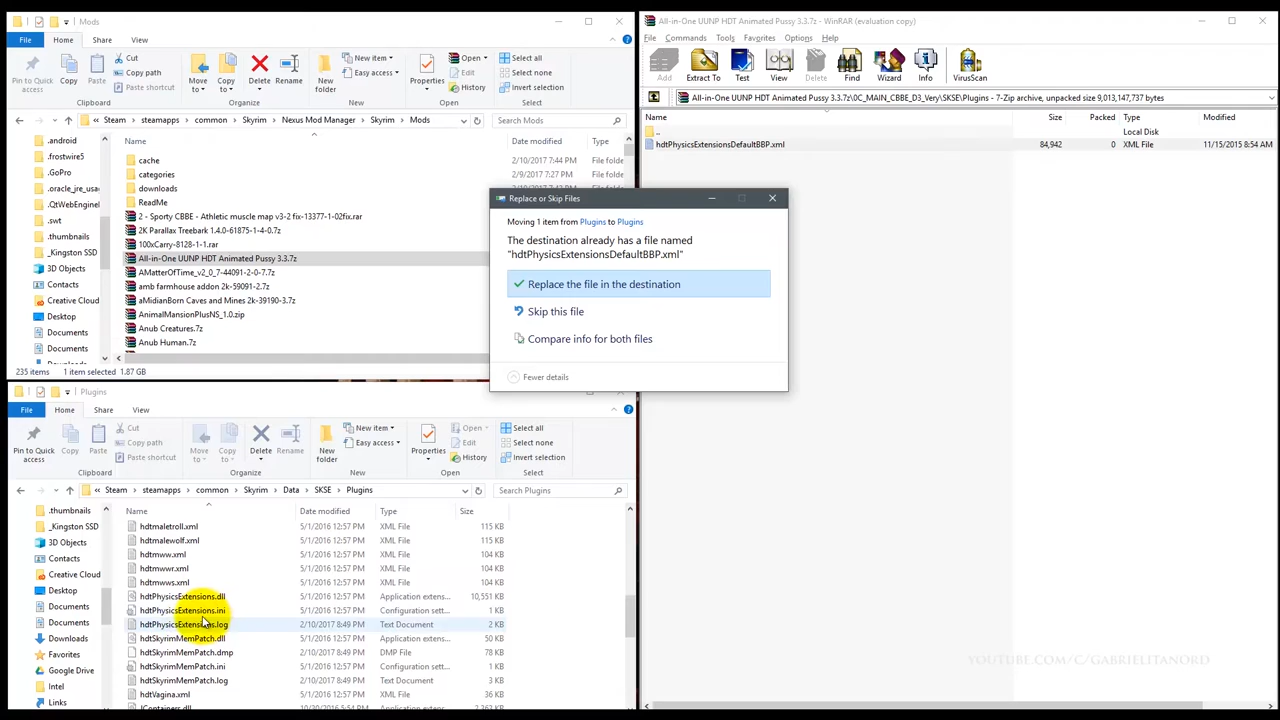 Mods
File Home Share View
Pin to Quick access
Copy
Paste
Cut
Copy path
Paste shortcut
Move to
Copy to
Delete
Rename
New folder
New item
Easy access
Properties
Open
Edit
History
Select all
Select none
Invert selection
Clipboard Organize New Open Select
« Steam › steamapps › common › Skyrim › Nexus Mod Manager › Skyrim › Mods
Search Mods
.android
.frostwire5
.GoPro
.oracle_jre_usa
.QtWebEngine
.swt
.thumbnails
_Kingston SSD
3D Objects
Contacts
Creative Cloud
Desktop
Documents
Documents
Name Date modified Type
cache 2/10/2017 7:44 PM File folde
categories 2/9/2017 7:27 PM File folde
downloads File folde
ReadMe
2 - Sporty CBBE - Athletic muscle map v3-2 fix-13377-1-02fix.rar
2K Parallax Treebark 1.4.0-61875-1-4-0.7z
100xCarry-8128-1-1.rar
All-in-One UUNP HDT Animated Pussy 3.3.7z
AMatterOfTime_v2_0_7-44091-2-0-7.7z
amb farmhouse addon 2k-59091-2.7z
aMidianBorn Caves and Mines 2k-39190-3.7z
AnimalMansionPlusNS_1.0.zip
Anub Creatures.7z
Anub Human.7z
235 items 1 item selected 1.87 GB
Plugins
File Home Share View
Pin to Quick access
Copy
Paste
Cut
Copy path
Paste shortcut
Move to
Copy to
Delete
Rename
New folder
New item
Easy access
Properties
Open
Edit
History
Select all
Select none
Invert selection
Clipboard Organize New Open Select
« Steam › steamapps › common › Skyrim › Data › SKSE › Plugins
Search Plugins
.thumbnails
_Kingston SSD
3D Objects
Contacts
Creative Cloud
Desktop
Documents
Documents
Downloads
Favorites
Google Drive
Intel
Links
Name Date modified Type Size
hdtmaletroll.xml 5/1/2016 12:57 PM XML File 115 KB
hdtmalewolf.xml 5/1/2016 12:57 PM XML File 115 KB
hdtmww.xml 5/1/2016 12:57 PM XML File 104 KB
hdtmwwr.xml 5/1/2016 12:57 PM XML File 104 KB
hdtmwws.xml 5/1/2016 12:57 PM XML File 104 KB
hdtPhysicsExtensions.dll 5/1/2016 12:57 PM Application extens... 10,551 KB
hdtPhysicsExtensions.ini 5/1/2016 12:57 PM Configuration sett... 1 KB
hdtPhysicsExtensions.log 2/10/2017 8:49 PM Text Document 2 KB
hdtSkyrimMemPatch.dll 5/1/2016 12:57 PM Application extens... 50 KB
hdtSkyrimMemPatch.dmp 2/10/2017 8:49 PM DMP File 78 KB
hdtSkyrimMemPatch.ini 5/1/2016 12:57 PM Configuration sett... 1 KB
hdtSkyrimMemPatch.log 2/10/2017 8:49 PM Text Document 3 KB
hdtVagina.xml 5/1/2016 12:57 PM XML File 36 KB
JContainers.dll 10/30/2016 5:54 PM Application extens... 2,363 KB
All-in-One UUNP HDT Animated Pussy 3.3.7z - WinRAR (evaluation copy)
File Commands Tools Favorites Options Help
Add Extract To Test View Delete Find Wizard Info VirusScan
All-in-One UUNP HDT Animated Pussy 3.3.7z\0C_MAIN_CBBE_D3_Very\SKSE\Plugins - 7-Zip archive, unpacked size 9,013,147,737 bytes
Name Size Packed Type Modified
.. Local Disk
hdtPhysicsExtensionsDefaultBBP.xml 84,942 0 XML File 11/15/2015 8:54 AM
Replace or Skip Files
Moving 1 item from Plugins to Plugins
The destination already has a file named
"hdtPhysicsExtensionsDefaultBBP.xml"
Replace the file in the destination
Skip this file
Compare info for both files
Fewer details
YOUTUBE.COM/C/GABRIELITANORD